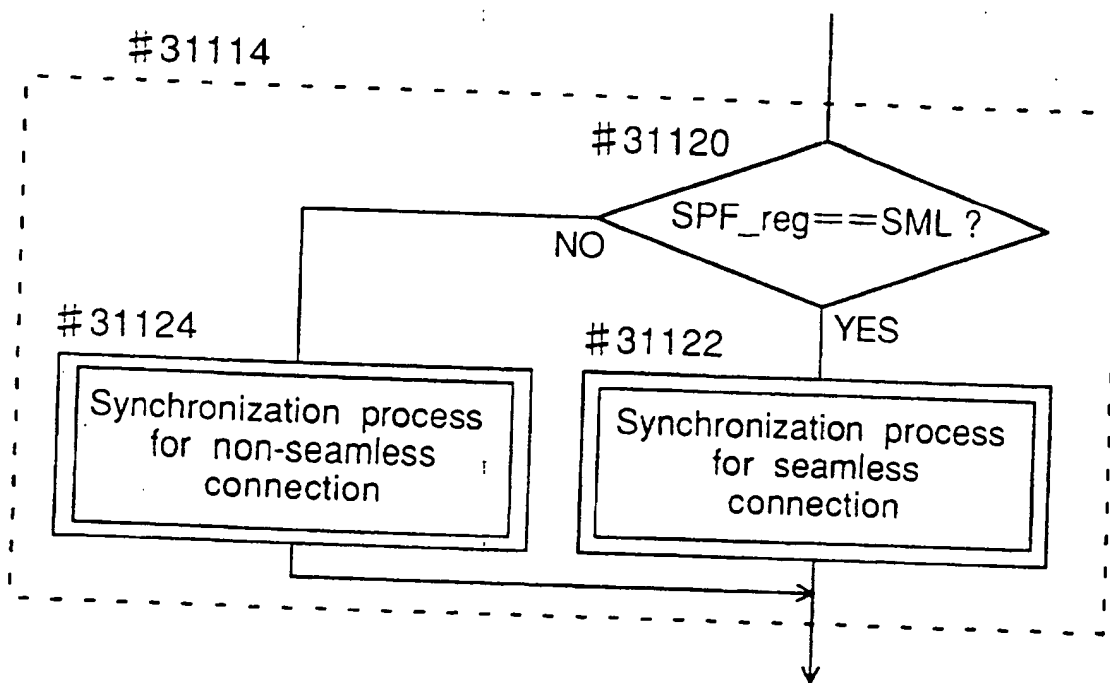 #31114
#31120
SPF_reg==SML ?
NO
YES
#31124
#31122
Synchronization process
for non-seamless
connection
Synchronization process
for seamless
connection